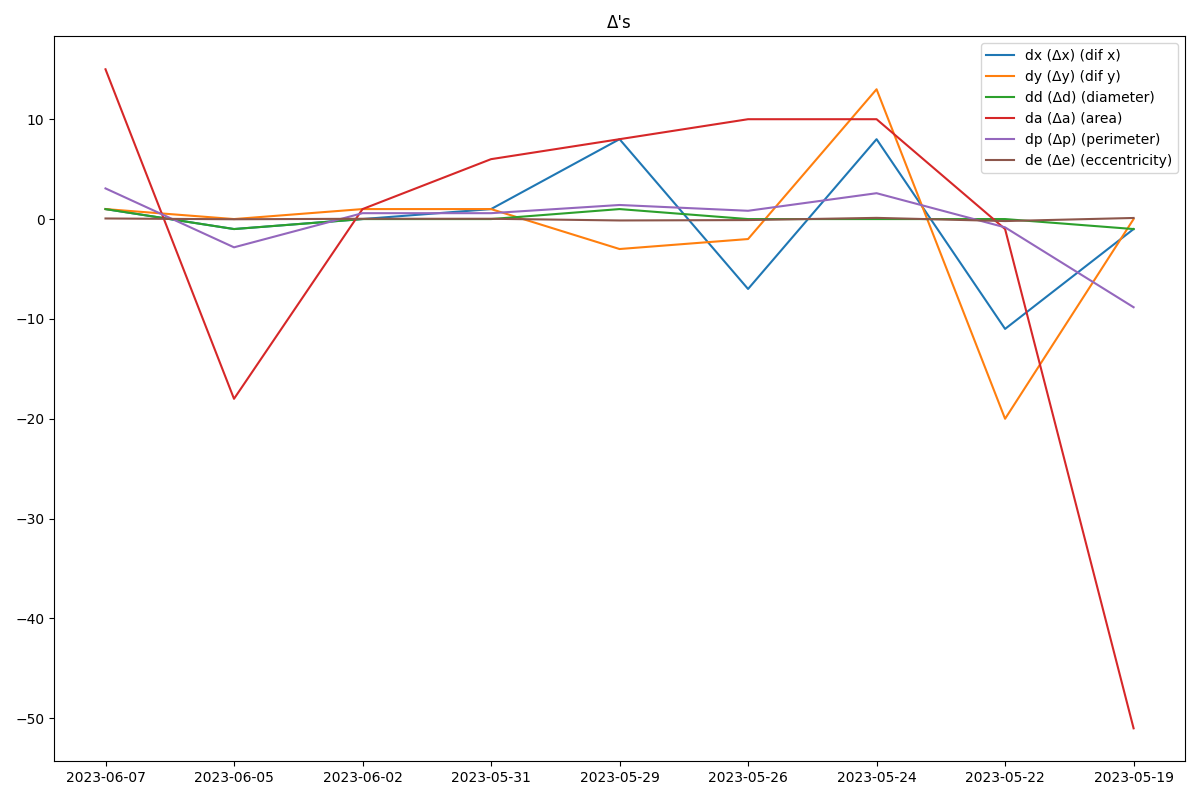 Δ's
dx (Δx) (dif x)
dy (Δy) (dif y)
dd (Δd) (diameter)
da (Δa) (area)
dp (Δp) (perimeter)
de (Δe) (eccentricity)
10
0
−10
−20
−30
−40
−50
2023-06-07 2023-06-05 2023-06-02 2023-05-31 2023-05-29 2023-05-26 2023-05-24 2023-05-22 2023-05-19